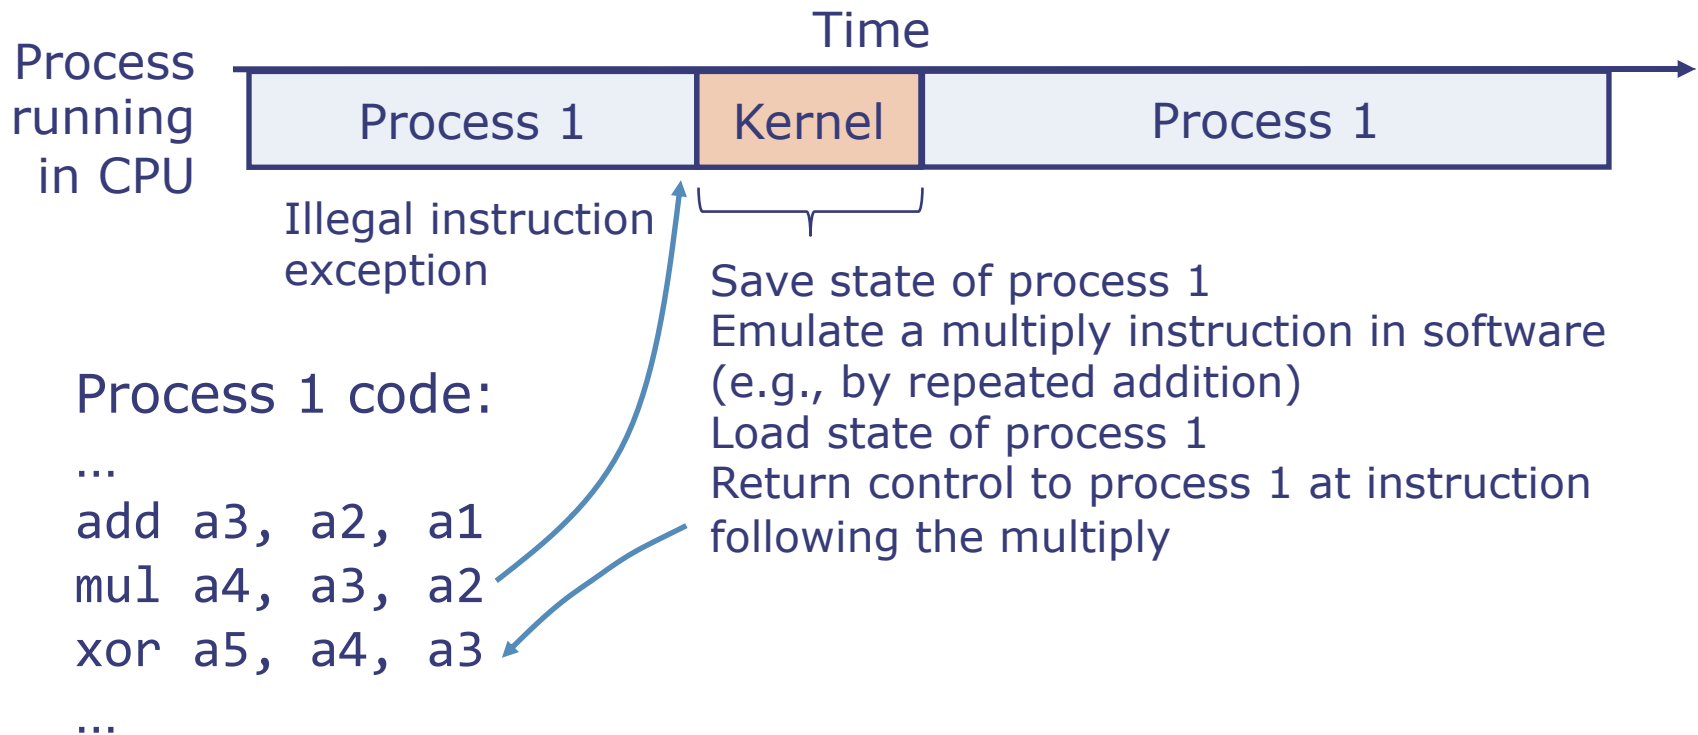 Time
Process
running
in CPU
Process 1
Kernel
Process 1
Illegal instruction
exception
Save state of process 1
Emulate a multiply instruction in software
(e.g., by repeated addition)
Load state of process 1
Return control to process 1 at instruction
following the multiply
Process 1 code:
…
add a3, a2, a1
mul a4, a3, a2
xor a5, a4, a3
…